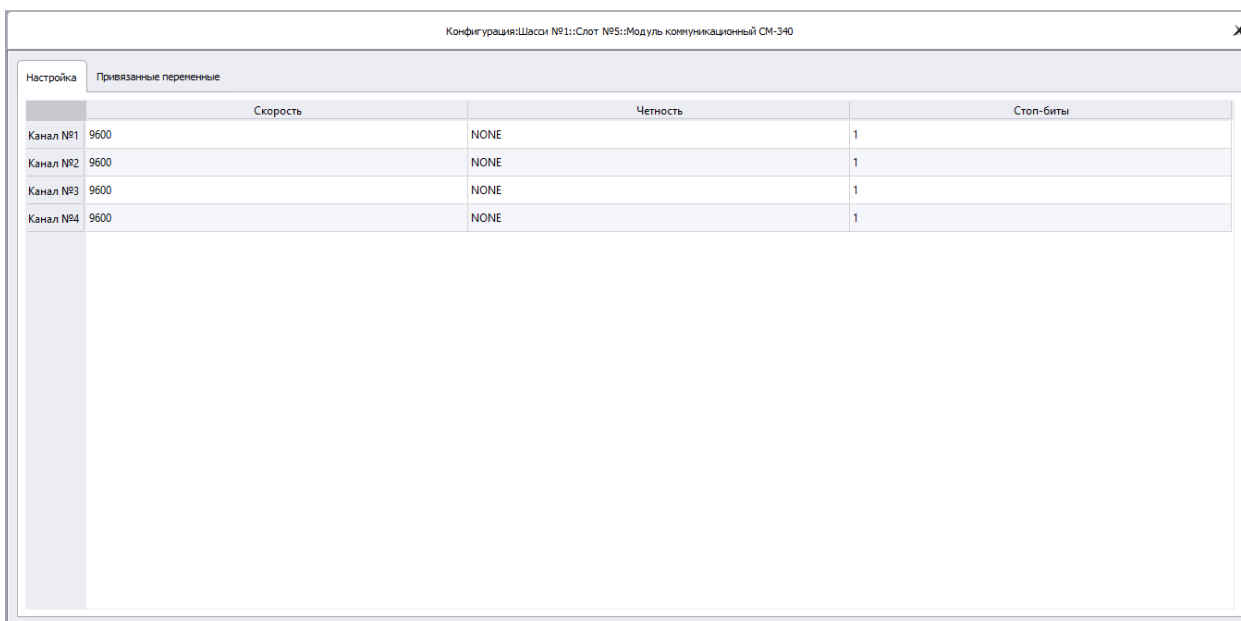 Конфигурация:Шасси №1::Слот №5::Модуль коммуникационный СМ-340
Настройка Привязанные переменные
Скорость Четность Стоп-биты
Канал №1 9600 NONE 1
Канал №2 9600 NONE 1
Канал №3 9600 NONE 1
Канал №4 9600 NONE 1